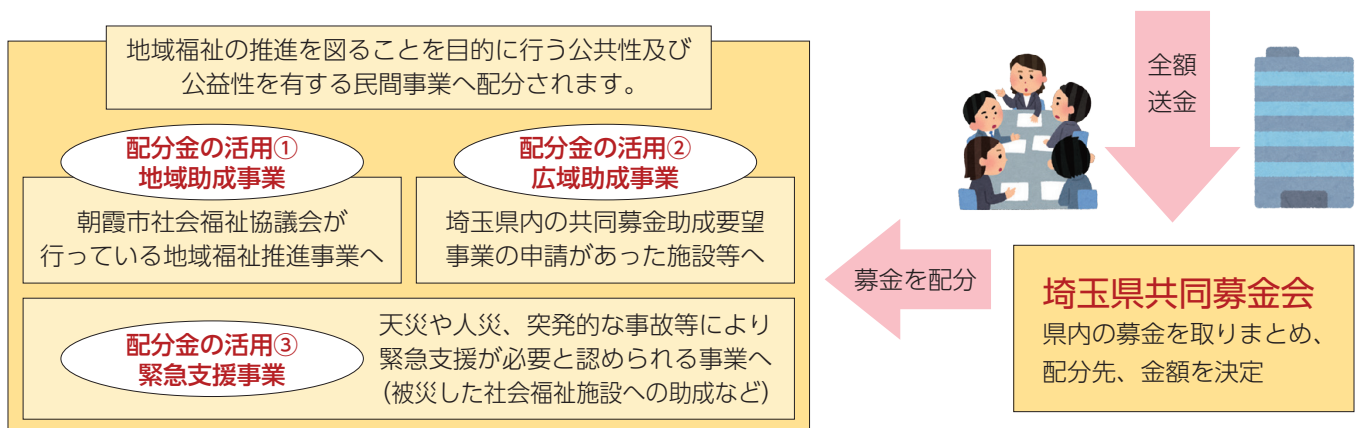 全額
送金
埼玉県共同募金会
県内の募金を取りまとめ、
配分先、金額を決定
募金を配分
地域福祉の推進を図ることを目的に行う公共性及び
公益性を有する民間事業へ配分されます。
配分金の活用①
地域助成事業
朝霞市社会福祉協議会が
行っている地域福祉推進事業へ
配分金の活用②
広域助成事業
埼玉県内の共同募金助成要望
事業の申請があった施設等へ
配分金の活用③
緊急支援事業
天災や人災、突発的な事故等により
緊急支援が必要と認められる事業へ
(被災した社会福祉施設への助成など)